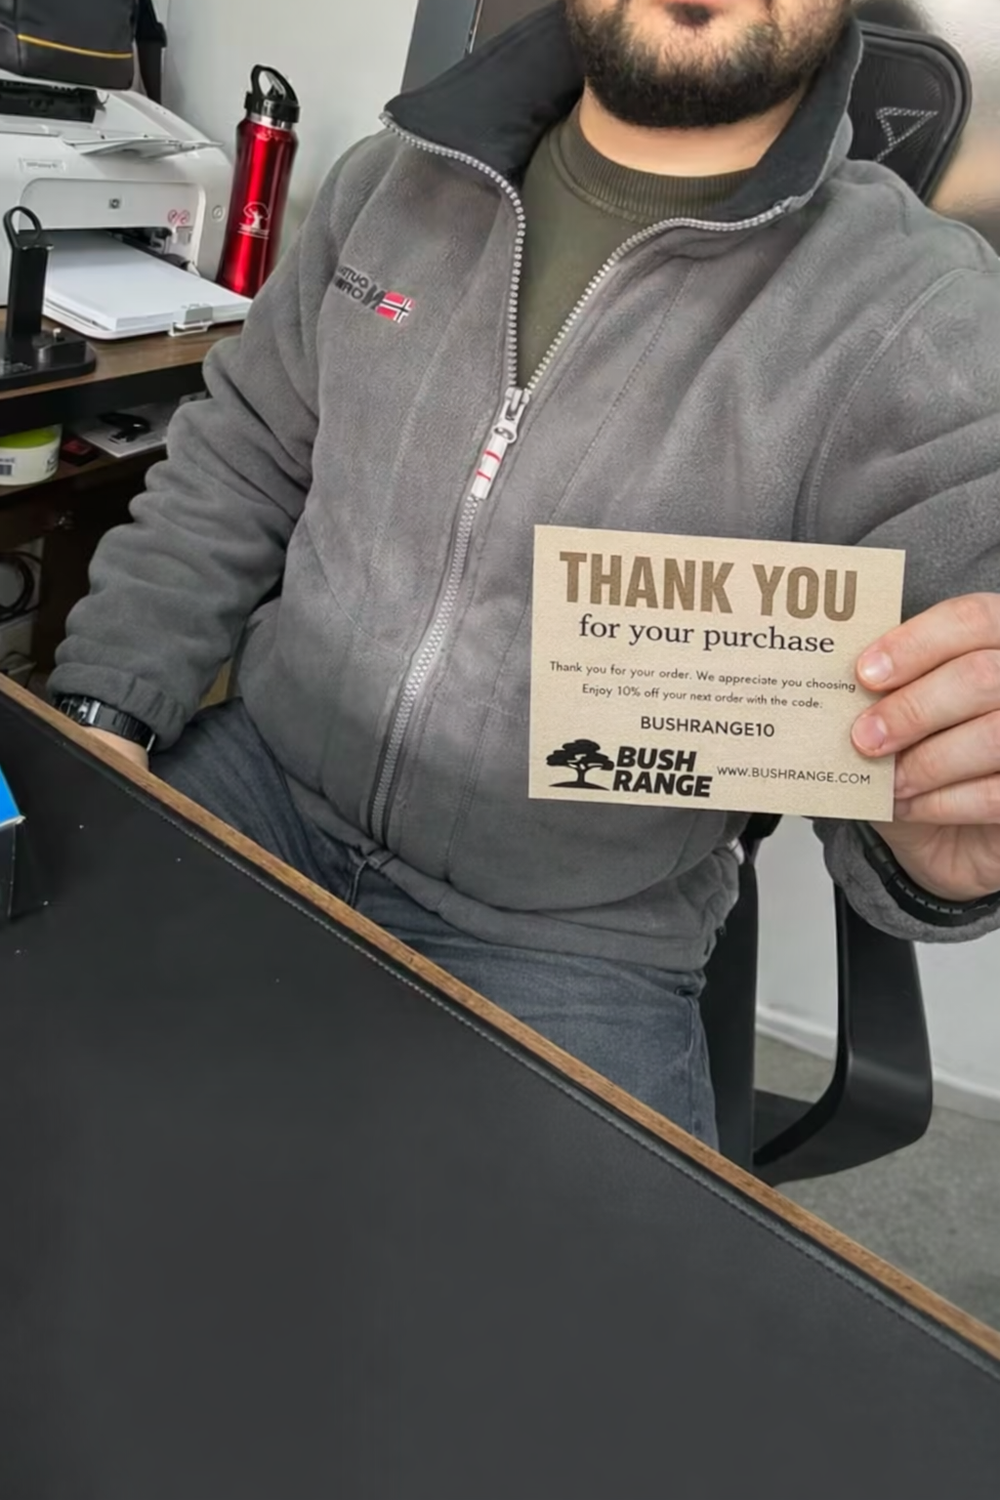 THANK YOU
for your purchase
Thank you for your order. We appreciate you choosing
Enjoy 10% off your next order with the code:
BUSHRANGE10
BUSH
RANGE
WWW.BUSHRANGE.COM
hp